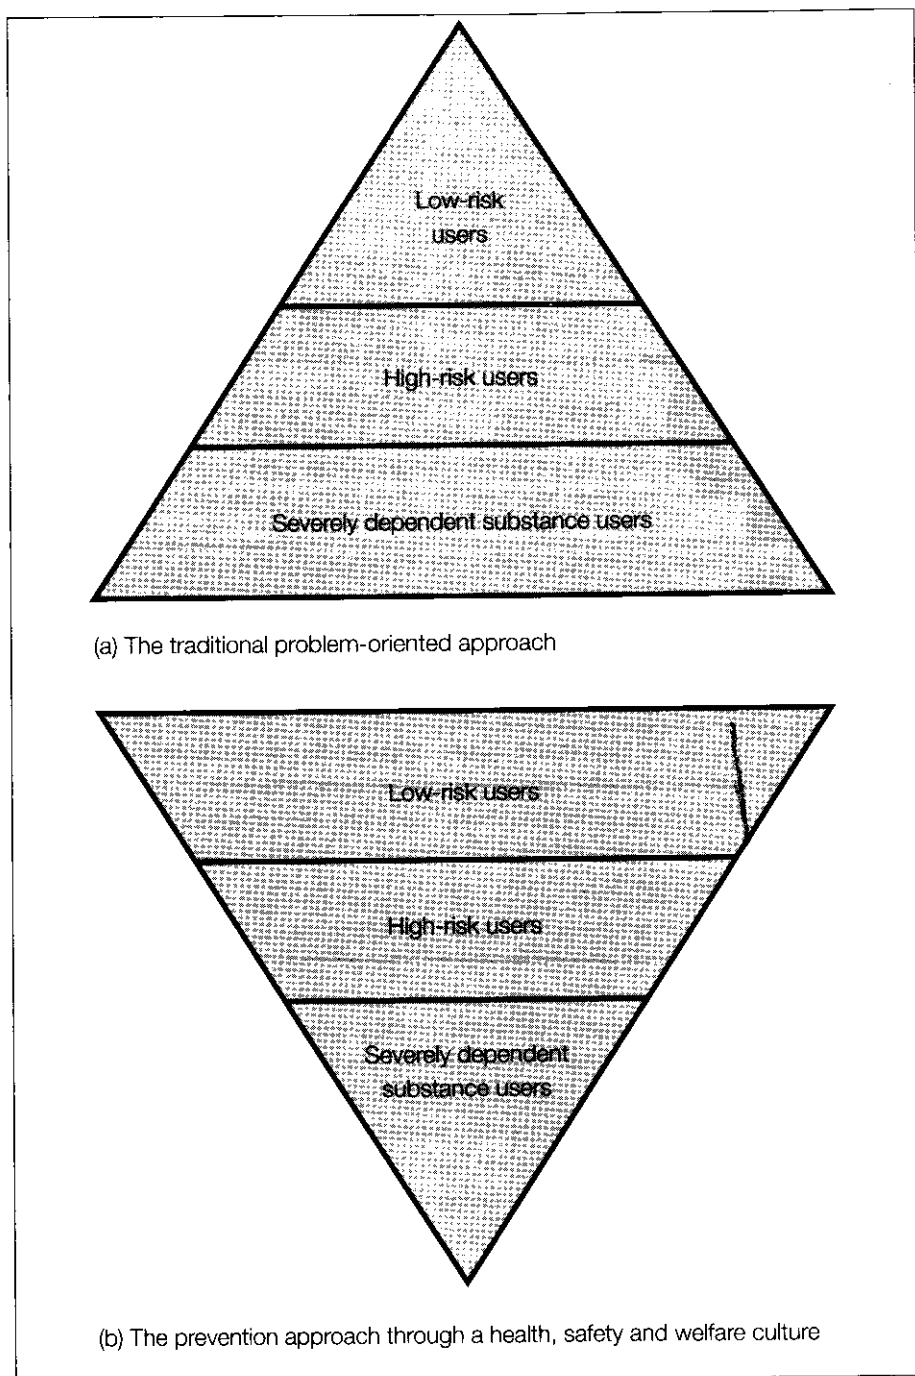 Low-risk
users
High-risk users
Severely dependent substance users
(a) The traditional problem-oriented approach
Low-risk users
High-risk users
Severely dependent
substance users
(b) The prevention approach through a health, safety and welfare culture